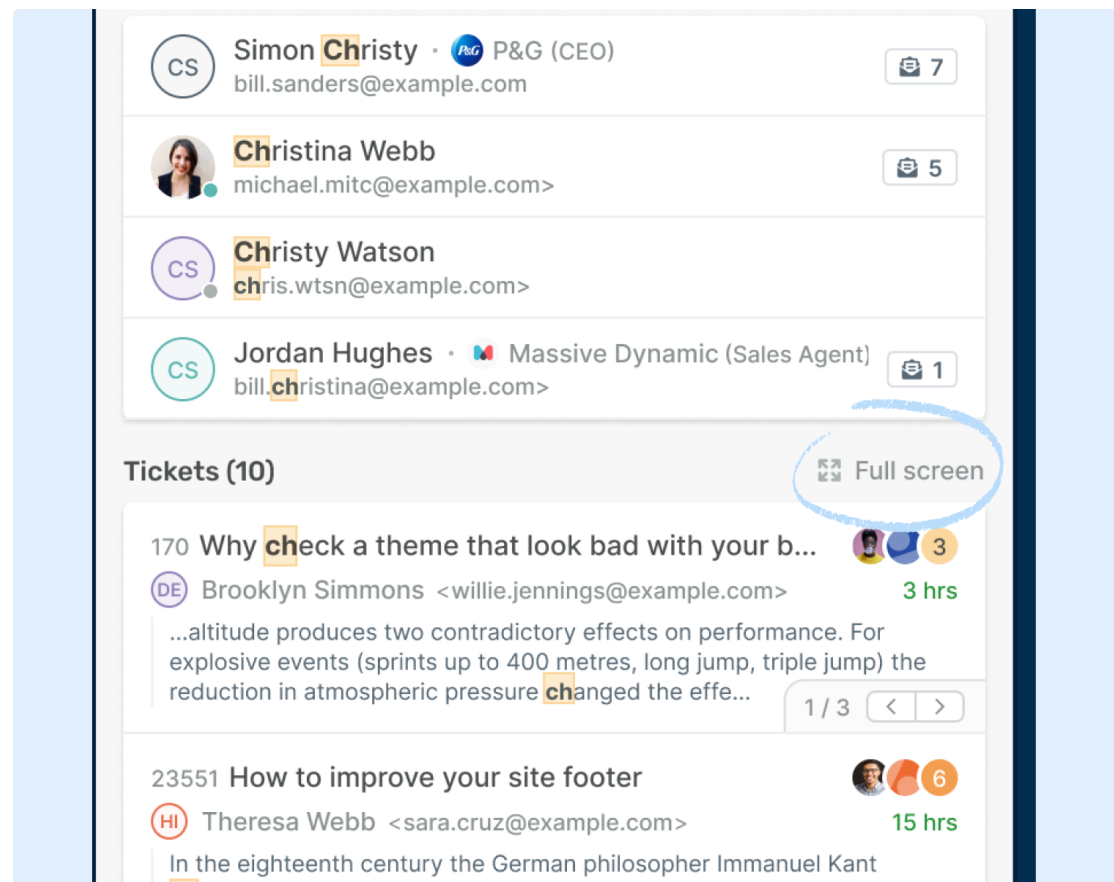 CS
Simon Christy · P&G P&G (CEO)
bill.sanders@example.com
7
Christina Webb
michael.mitc@example.com>
5
CS
Christy Watson
chris.wtsn@example.com>
CS
Jordan Hughes · Massive Dynamic (Sales Agent)
bill.christina@example.com>
1
Tickets (10)
Full screen
170 Why check a theme that look bad with your b...
3
DE Brooklyn Simmons <willie.jennings@example.com>
3 hrs
...altitude produces two contradictory effects on performance. For
explosive events (sprints up to 400 metres, long jump, triple jump) the
reduction in atmospheric pressure changed the effe...
1 / 3
23551 How to improve your site footer
6
HI Theresa Webb <sara.cruz@example.com>
15 hrs
In the eighteenth century the German philosopher Immanuel Kant